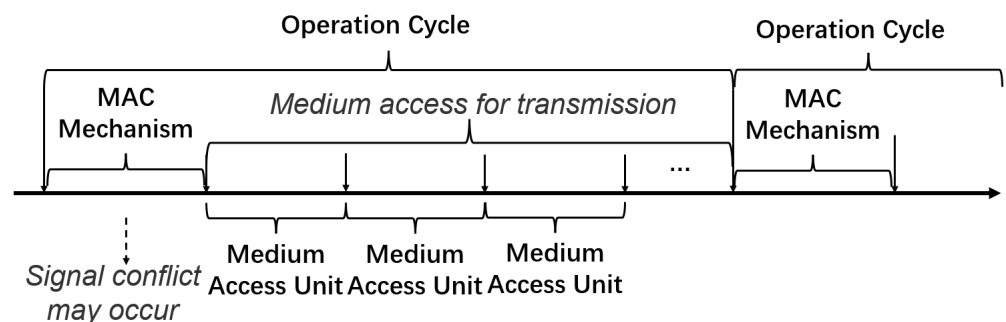 Operation Cycle
Operation Cycle
MAC
Mechanism
Medium access for transmission
MAC
Mechanism
...
Medium
Access Unit
Medium
Access Unit
Medium
Access Unit
Signal conflict
may occur